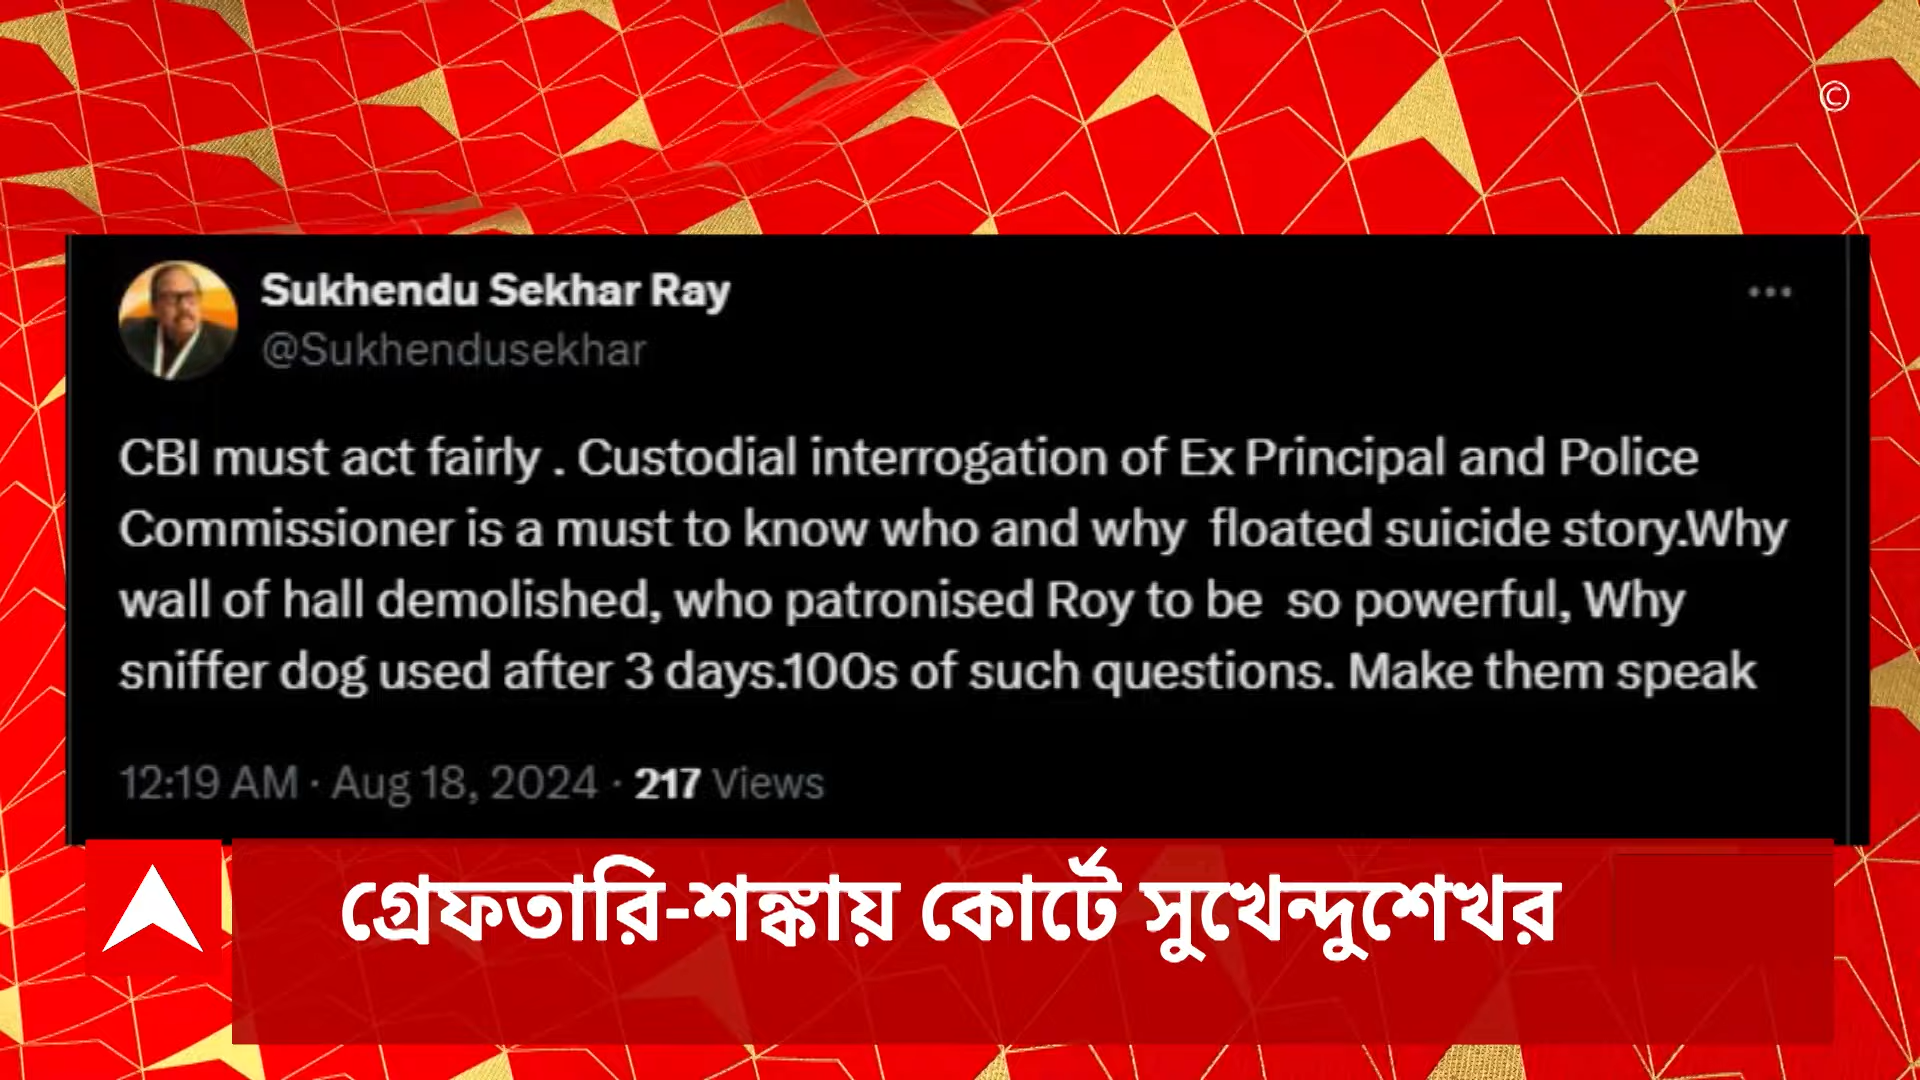 ©
Sukhendu Sekhar Ray
@Sukhendusekhar
CBI must act fairly . Custodial interrogation of Ex Principal and Police
Commissioner is a must to know who and why  floated suicide story.Why
wall of hall demolished, who patronised Roy to be  so powerful, Why
sniffer dog used after 3 days.100s of such questions. Make them speak
12:19 AM · Aug 18, 2024 · 217 Views
গ্রেফতারি-শঙ্কায় কোর্টে সুখেন্দুশেখর